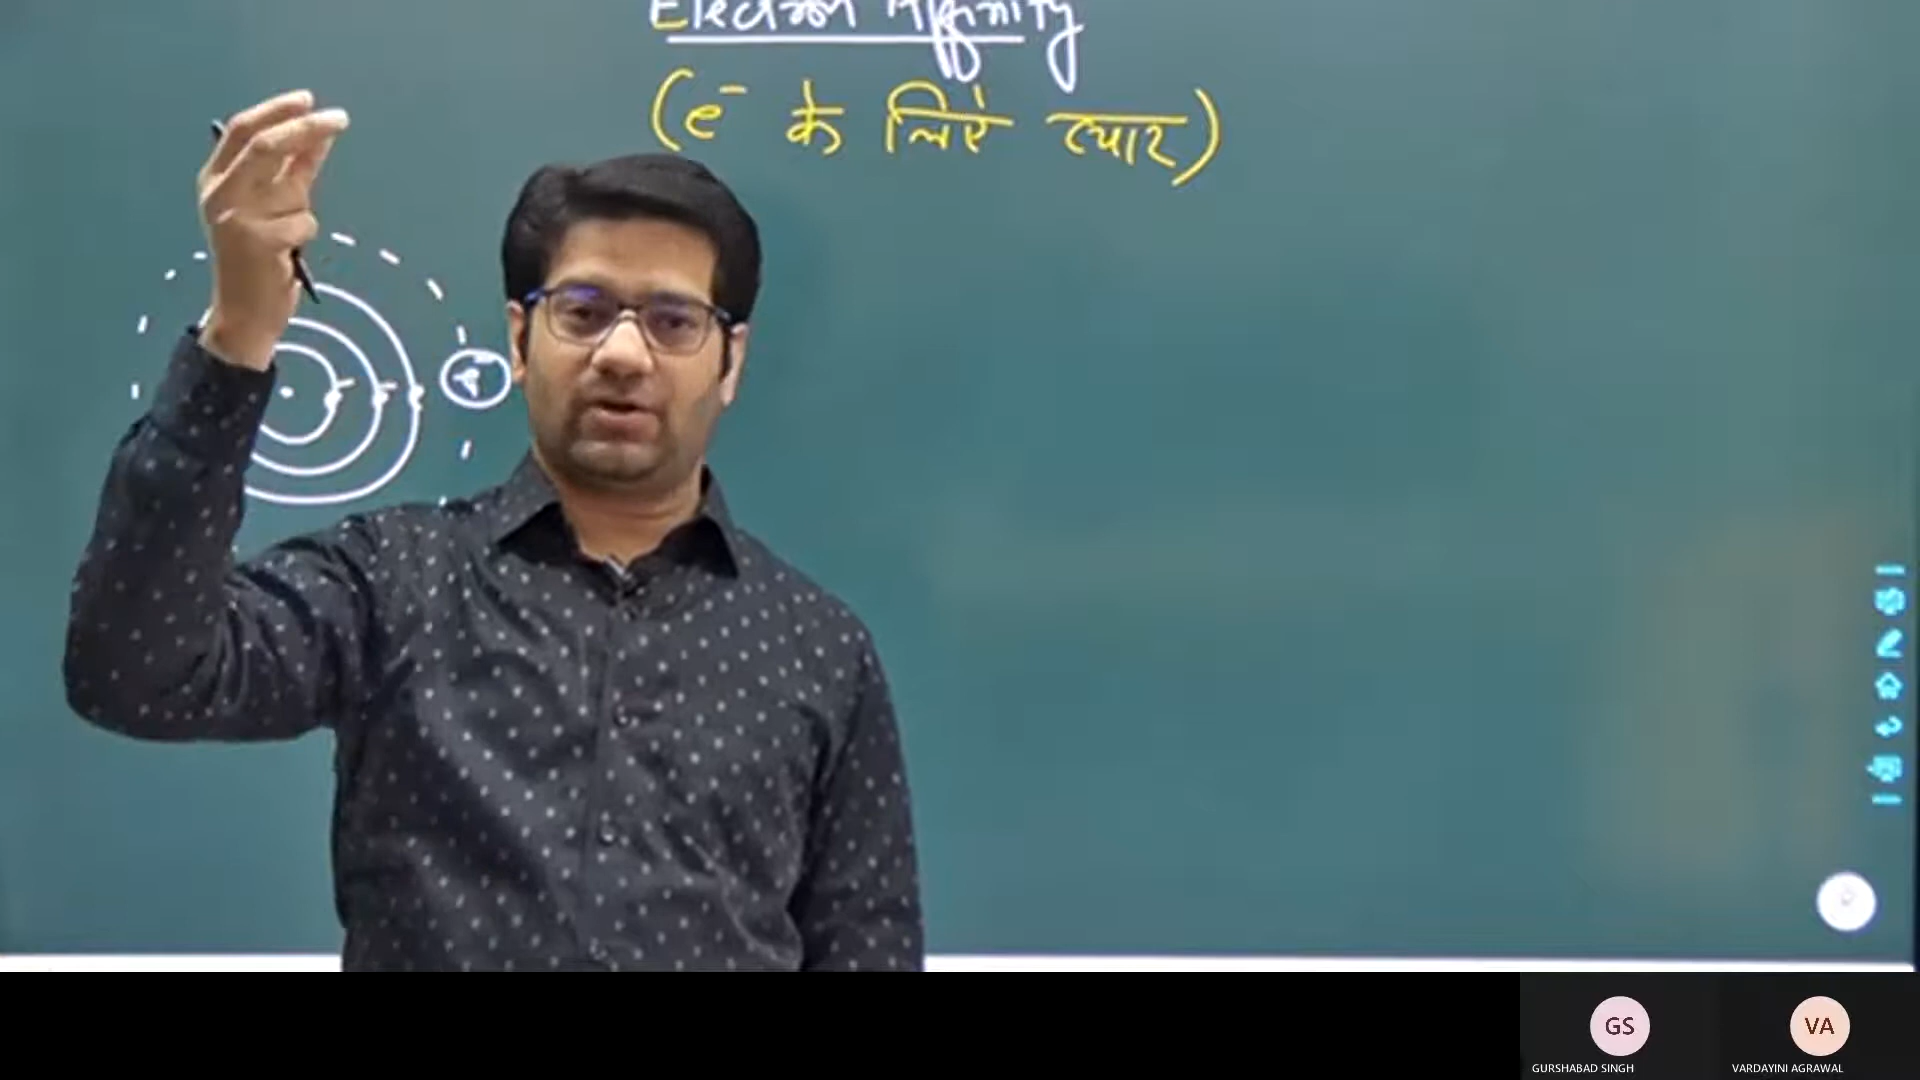 Electron Affinity
(e⁻ के लिए त्यार)
GS
VA
GURSHABAD SINGH
VARDAYINI AGRAWAL